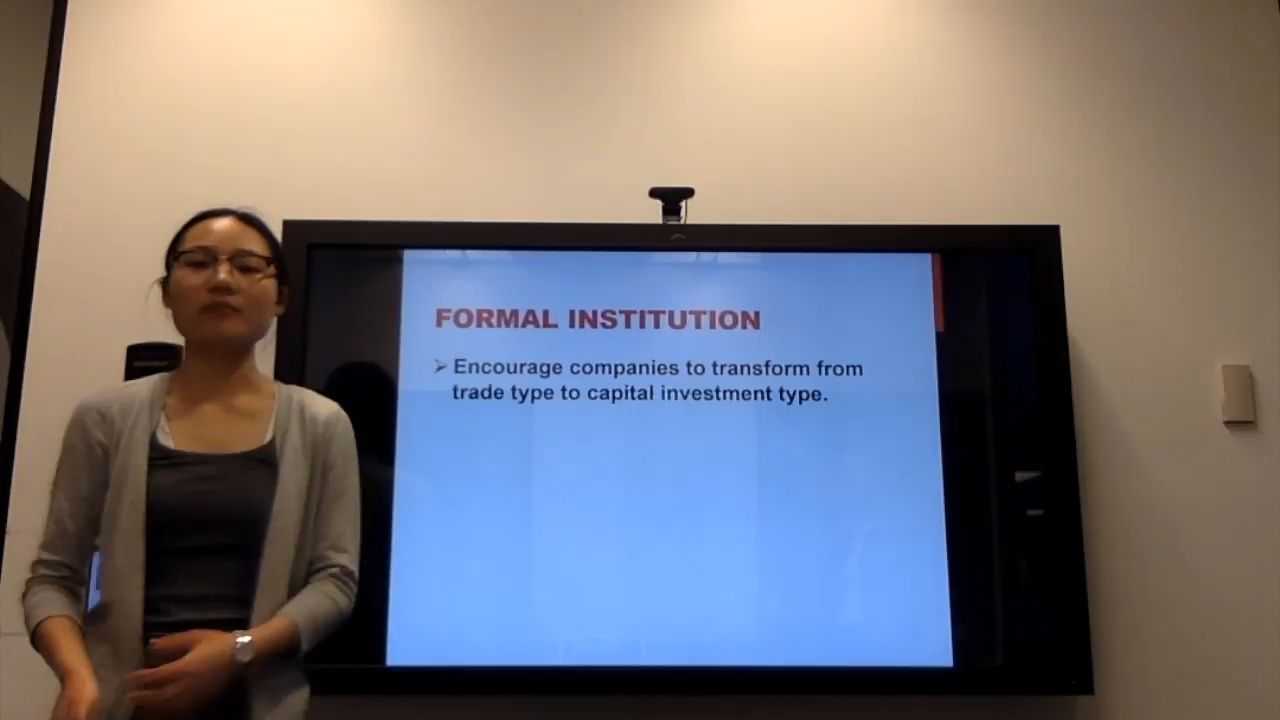 FORMAL INSTITUTION
➢ Encourage companies to transform from
trade type to capital investment type.